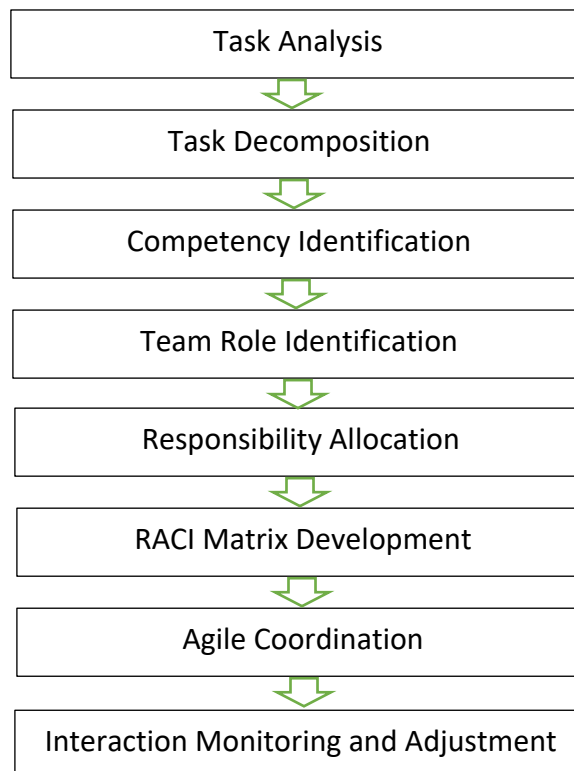 Task Analysis
Task Decomposition
Competency Identification
Team Role Identification
Responsibility Allocation
RACI Matrix Development
Agile Coordination
Interaction Monitoring and Adjustment